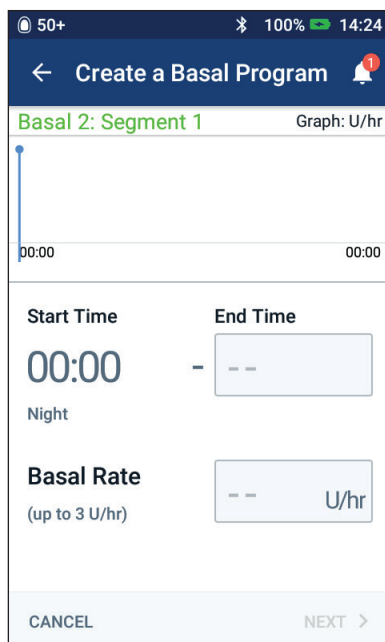 50+ 100% 14:24
← Create a Basal Program 1
Basal 2: Segment 1 Graph: U/hr
00:00 00:00
Start Time End Time
00:00 - --
Night
Basal Rate -- U/hr
(up to 3 U/hr)
CANCEL NEXT >